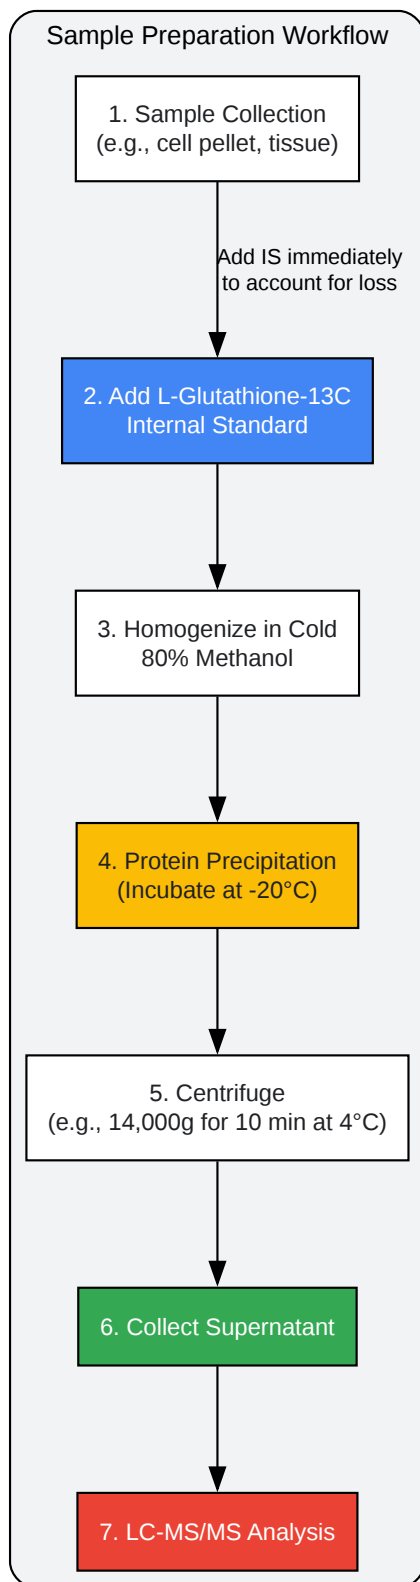 Sample Preparation Workflow
1. Sample Collection
(e.g., cell pellet, tissue)
Add IS immediately
to account for loss
2. Add L-Glutathione-13C
Internal Standard
3. Homogenize in Cold
80% Methanol
4. Protein Precipitation
(Incubate at -20°C)
5. Centrifuge
(e.g., 14,000g for 10 min at 4°C)
6. Collect Supernatant
7. LC-MS/MS Analysis